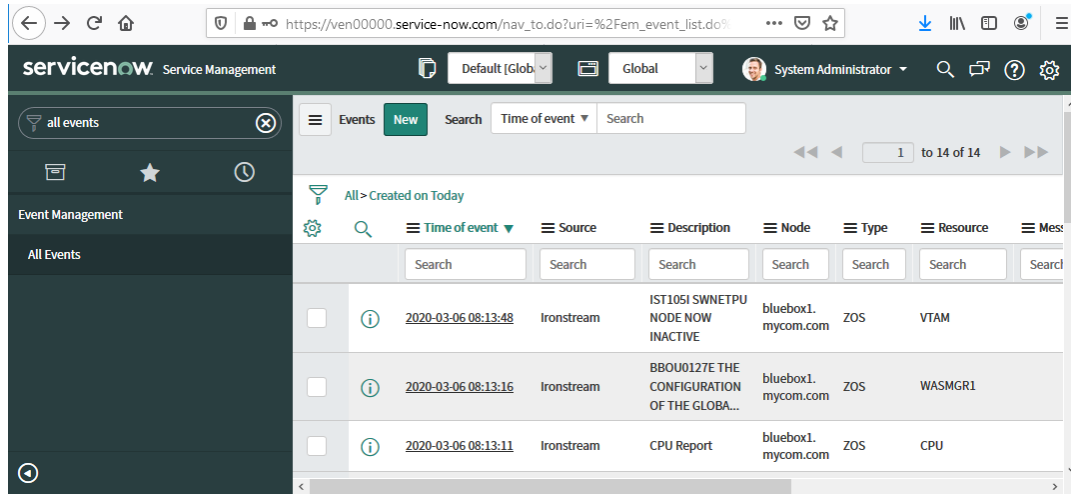 https://ven00000.service-now.com/nav_to.do?uri=%2Fem_event_list.do%
servicenow. Service Management
Default [Glob
Global
System Administrator
all events
Event Management
All Events
Events New Search Time of event ▼ Search
1 to 14 of 14
All > Created on Today
Time of event ▼ Source Description Node Type Resource Mess
Search Search Search Search Search Search Search
2020-03-06 08:13:48 Ironstream IST105I SWNETPU NODE NOW INACTIVE bluebox1.mycom.com ZOS VTAM
2020-03-06 08:13:16 Ironstream BBOU0127E THE CONFIGURATION OF THE GLOBA... bluebox1.mycom.com ZOS WASMGR1
2020-03-06 08:13:11 Ironstream CPU Report bluebox1.mycom.com ZOS CPU